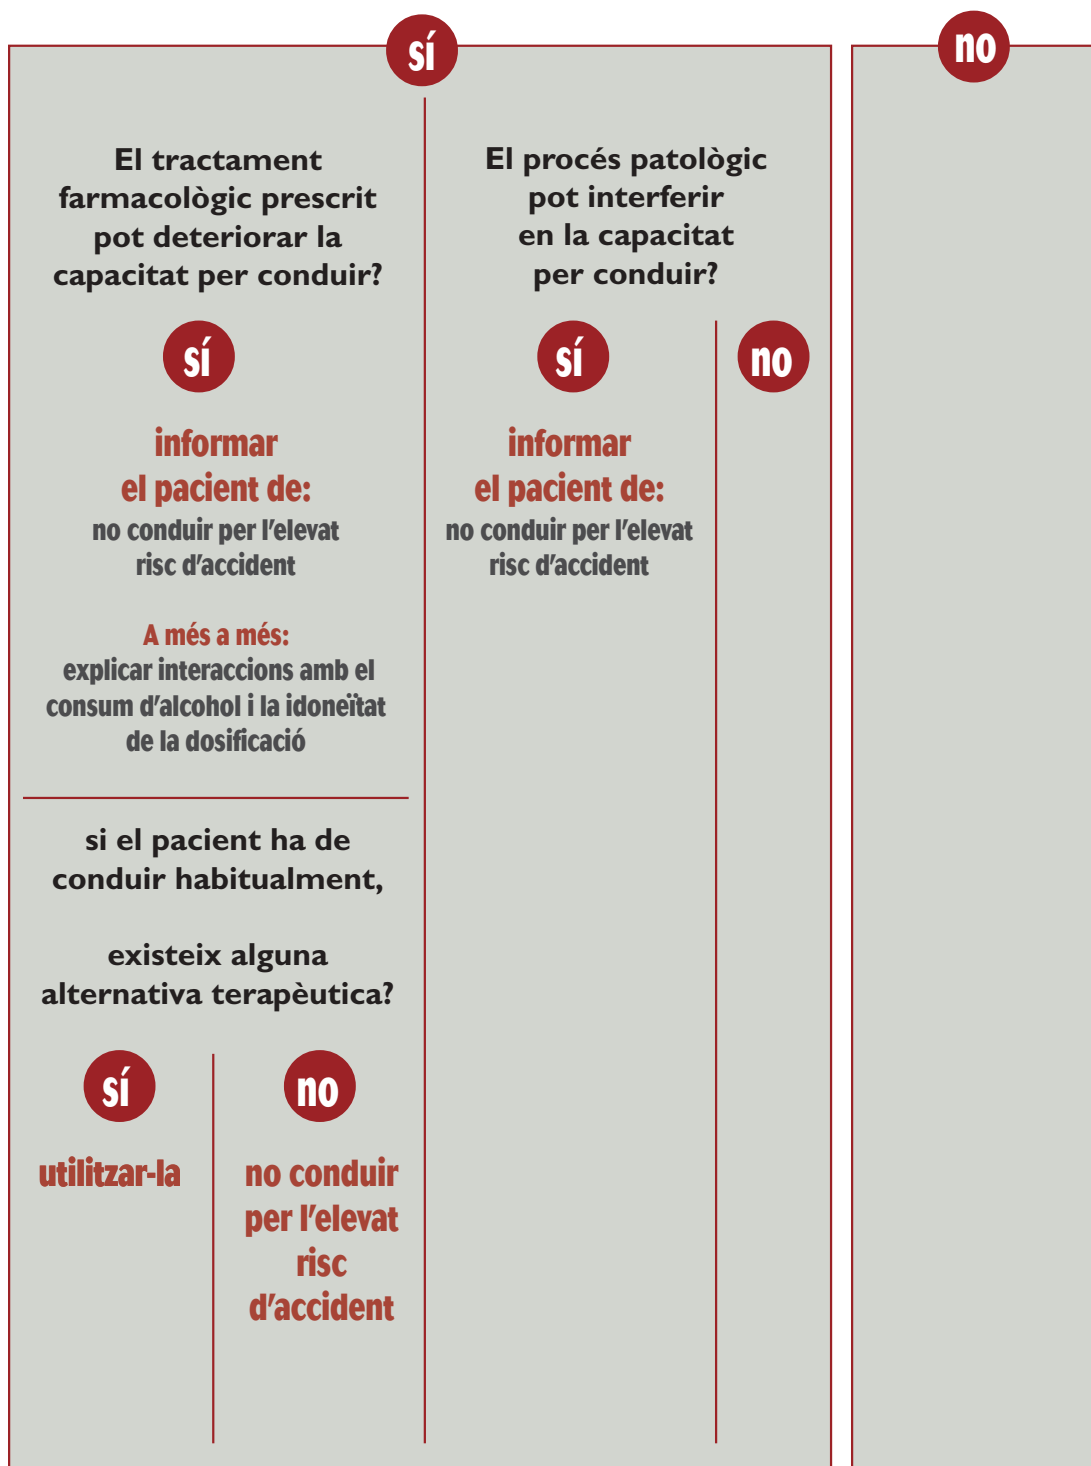 sí
no
El tractament
farmacològic prescrit
pot deteriorar la
capacitat per conduir?
sí
informar
el pacient de:
no conduir per l'elevat
risc d'accident
A més a més:
explicar interaccions amb el
consum d'alcohol i la idoneïtat
de la dosificació
si el pacient ha de
conduir habitualment,
existeix alguna
alternativa terapèutica?
sí
utilitzar-la
no
no conduir
per l'elevat
risc
d'accident
El procés patològic
pot interferir
en la capacitat
per conduir?
sí
informar
el pacient de:
no conduir per l'elevat
risc d'accident
no